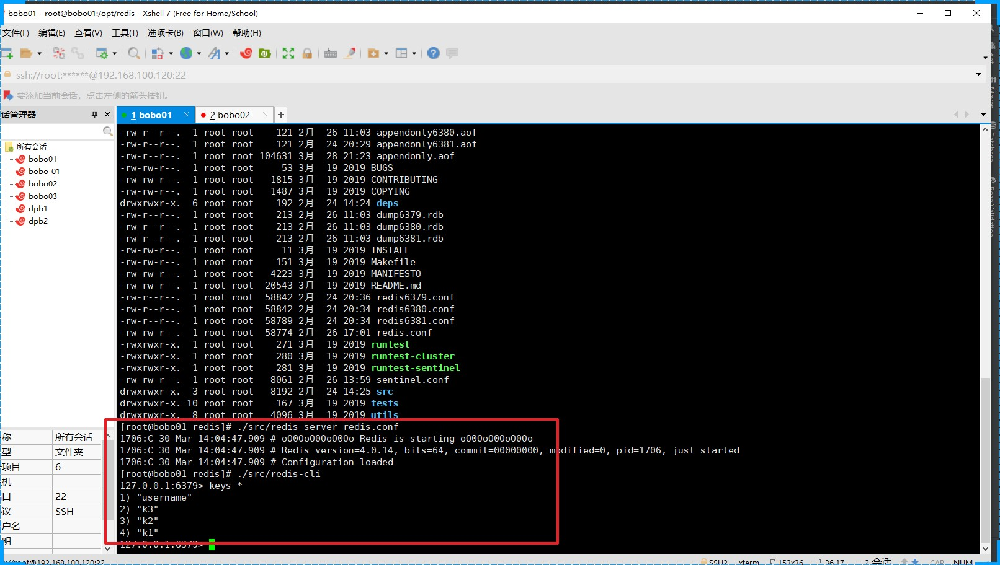 bobo01 - root@bobo01:/opt/redis - Xshell 7 (Free for Home/School)
文件(F) 编辑(E) 查看(V) 工具(T) 选项卡(B) 窗口(W) 帮助(H)
ssh://root:******@192.168.100.120:22
要添加当前会话，点击左侧的箭头按钮。
话管理器
1 bobo01
2 bobo02
所有会话
bobo01
bobo-01
bobo02
bobo03
dpb1
dpb2
称 所有会话
型 文件夹
项目 6
机
口 22
议 SSH
户名
明
-rw-r--r--. 1 root root 121 2月 26 11:03 appendonly6380.aof
-rw-r--r--. 1 root root 121 2月 24 20:29 appendonly6381.aof
-rw-r--r--. 1 root root 104631 3月 28 21:23 appendonly.aof
-rw-rw-r--. 1 root root 53 3月 19 2019 BUGS
-rw-rw-r--. 1 root root 1815 3月 19 2019 CONTRIBUTING
-rw-rw-r--. 1 root root 1487 3月 19 2019 COPYING
drwxrwxr-x. 6 root root 192 2月 24 14:24 deps
-rw-r--r--. 1 root root 213 2月 26 11:03 dump6379.rdb
-rw-r--r--. 1 root root 213 2月 26 11:03 dump6380.rdb
-rw-r--r--. 1 root root 213 2月 26 11:03 dump6381.rdb
-rw-rw-r--. 1 root root 11 3月 19 2019 INSTALL
-rw-rw-r--. 1 root root 151 3月 19 2019 Makefile
-rw-rw-r--. 1 root root 4223 3月 19 2019 MANIFESTO
-rw-rw-r--. 1 root root 20543 3月 19 2019 README.md
-rw-r--r--. 1 root root 58842 2月 24 20:36 redis6379.conf
-rw-r--r--. 1 root root 58842 2月 24 20:34 redis6380.conf
-rw-r--r--. 1 root root 58789 2月 24 20:34 redis6381.conf
-rw-rw-r--. 1 root root 58774 2月 26 17:01 redis.conf
-rwxrwxr-x. 1 root root 271 3月 19 2019 runtest
-rwxrwxr-x. 1 root root 280 3月 19 2019 runtest-cluster
-rwxrwxr-x. 1 root root 281 3月 19 2019 runtest-sentinel
-rw-rw-r--. 1 root root 8061 2月 26 13:59 sentinel.conf
drwxrwxr-x. 3 root root 8192 2月 24 14:25 src
drwxrwxr-x. 10 root root 167 3月 19 2019 tests
drwxrwxr-x. 8 root root 4096 3月 19 2019 utils
[root@bobo01 redis]# ./src/redis-server redis.conf
1706:C 30 Mar 14:04:47.909 # oO0OoO0OoO0Oo Redis is starting oO0OoO0OoO0Oo
1706:C 30 Mar 14:04:47.909 # Redis version=4.0.14, bits=64, commit=00000000, modified=0, pid=1706, just started
1706:C 30 Mar 14:04:47.909 # Configuration loaded
[root@bobo01 redis]# ./src/redis-cli
127.0.0.1:6379> keys *
1) "username"
2) "k3"
3) "k2"
4) "k1"
127.0.0.1:6379>
root@192.168.100.120:22 SSH2 xterm 153x36 36,17 2 会话 CAP NUM